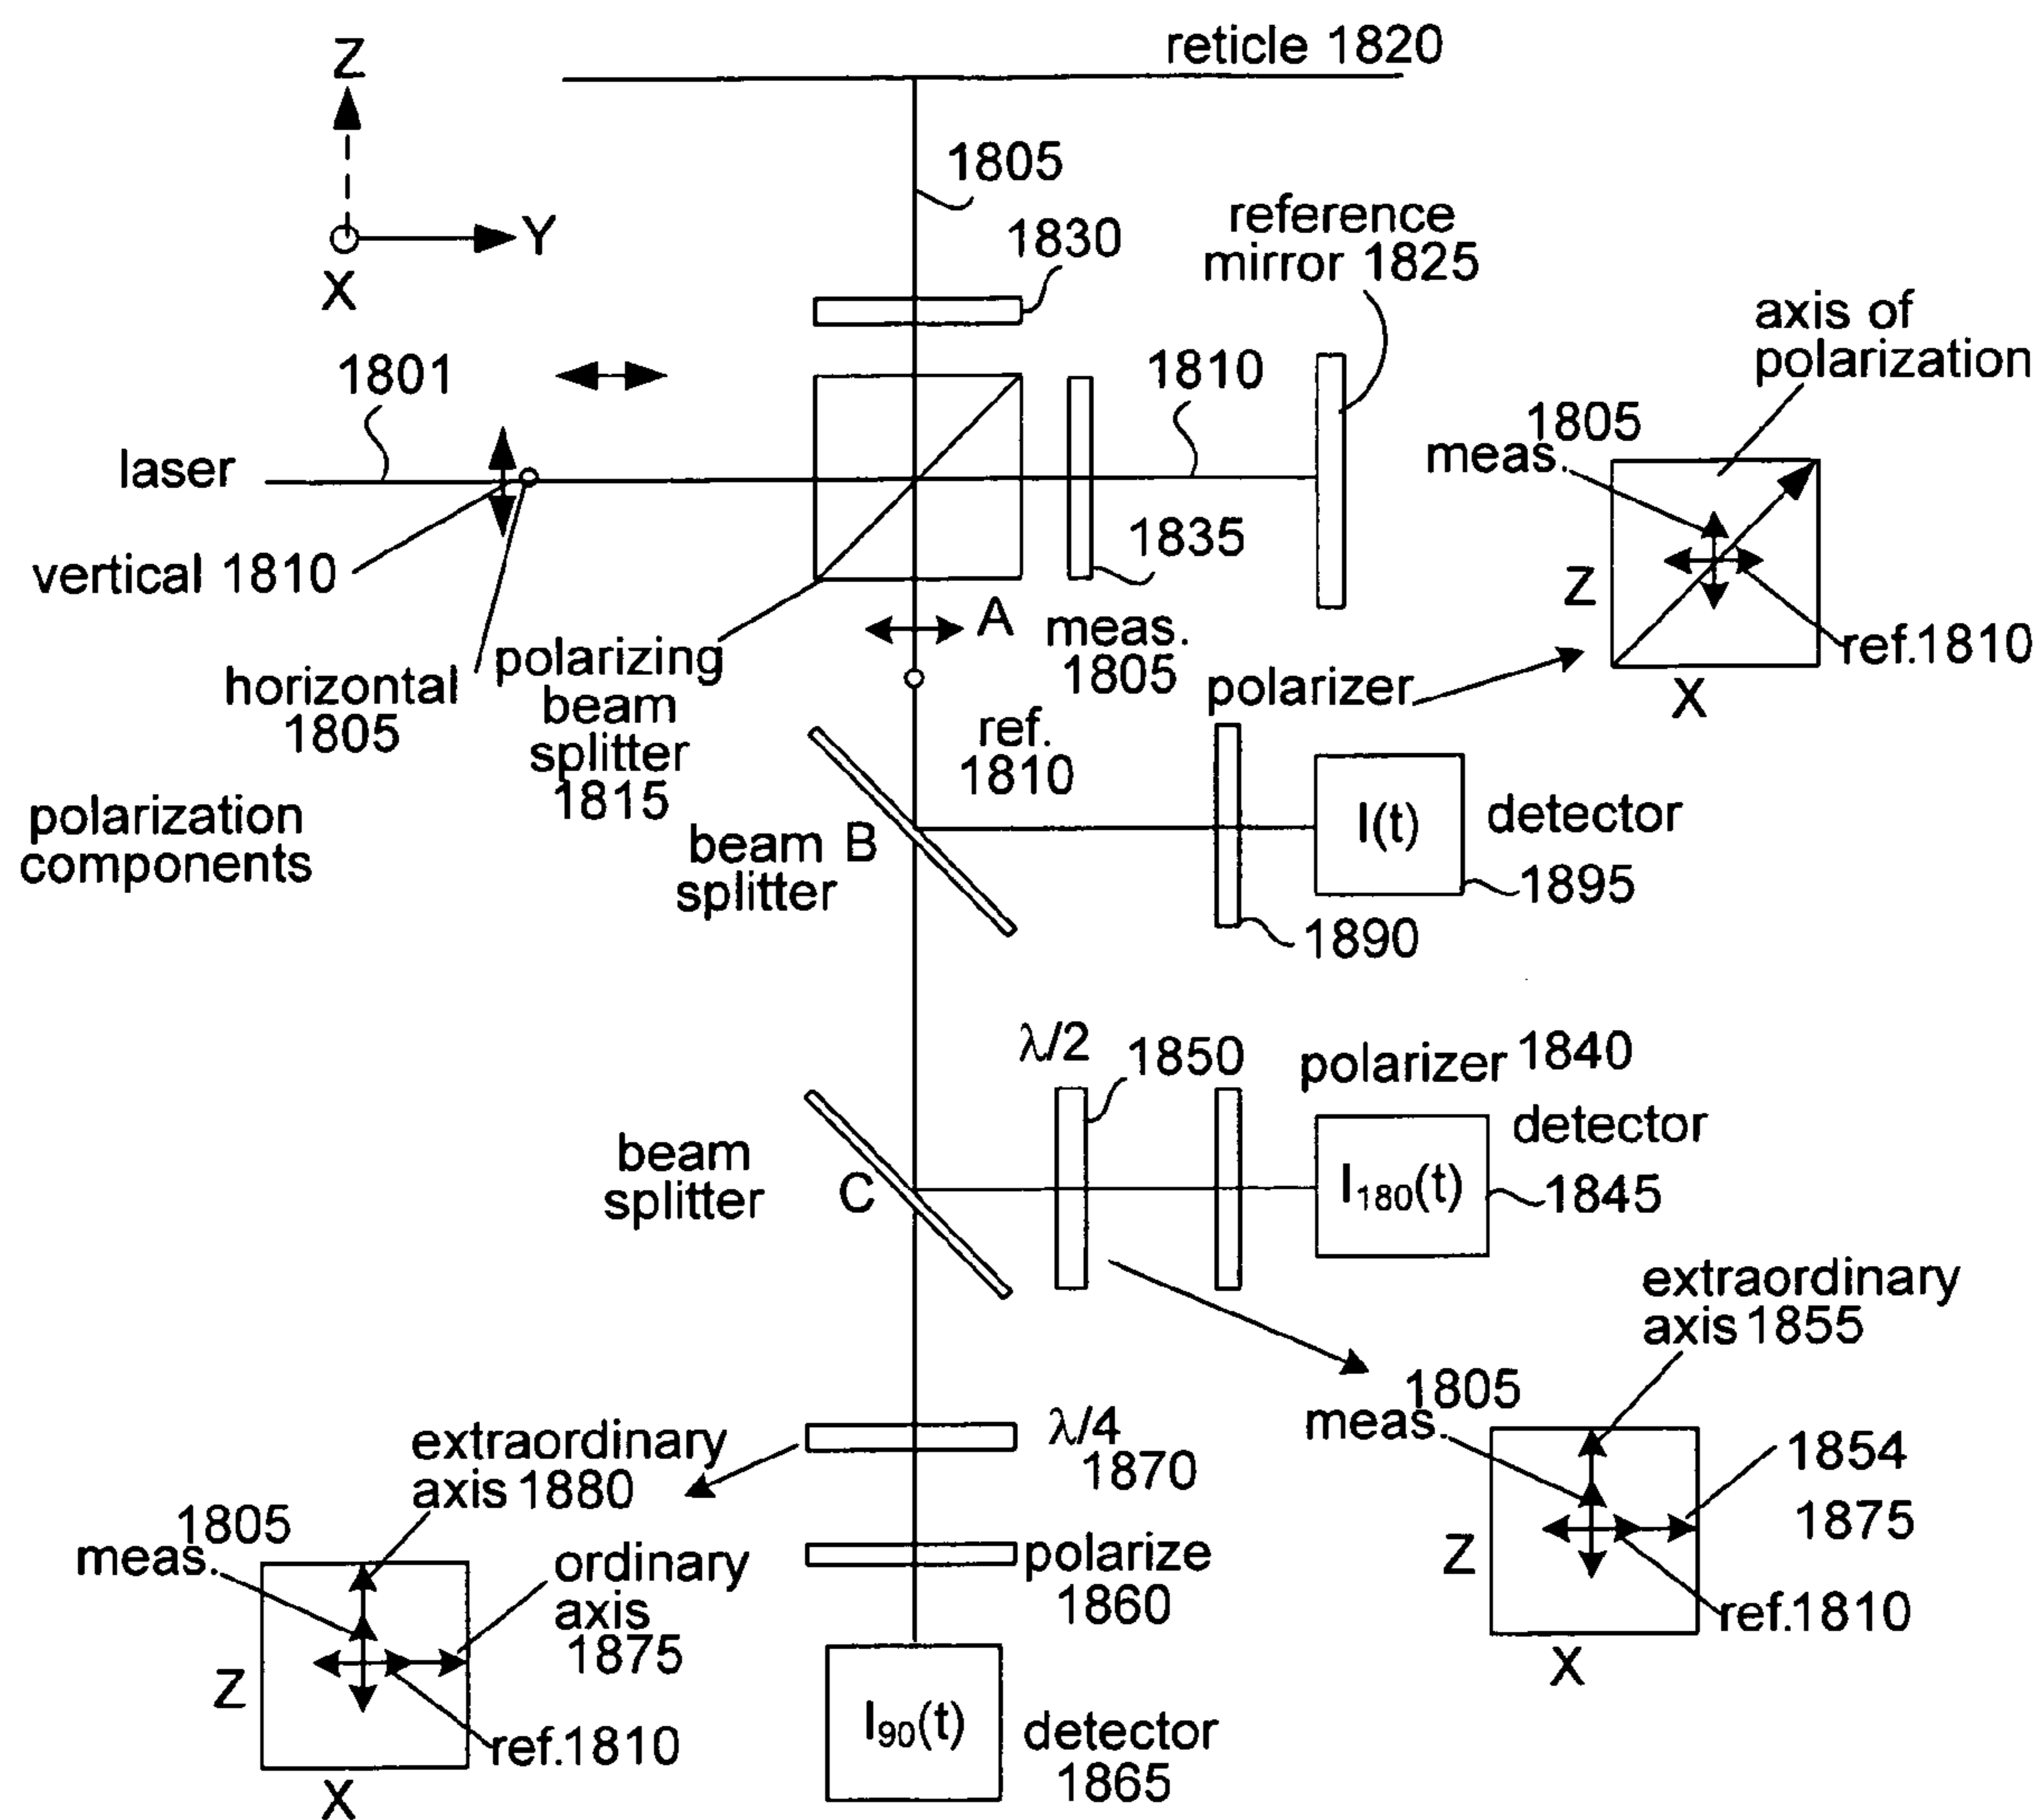 reticle 1820
Z
Y
X
1805
1830
reference
mirror 1825
axis of
polarization
1801
1810
laser
1805
meas.
vertical 1810
1835
Z
ref.1810
X
A
meas.
1805
horizontal
1805
polarizing
beam
splitter
1815
polarizer
ref.
1810
polarization
components
beam
splitter
B
I(t)
detector
1895
1890
λ/2
1850
polarizer 1840
detector
1845
beam
splitter
C
I180(t)
extraordinary
axis 1855
1805
meas.
1854
1875
Z
ref.1810
X
λ/4
1870
extraordinary
axis 1880
1805
meas.
ordinary
axis
1875
Z
ref.1810
X
polarize
1860
I90(t)
detector
1865